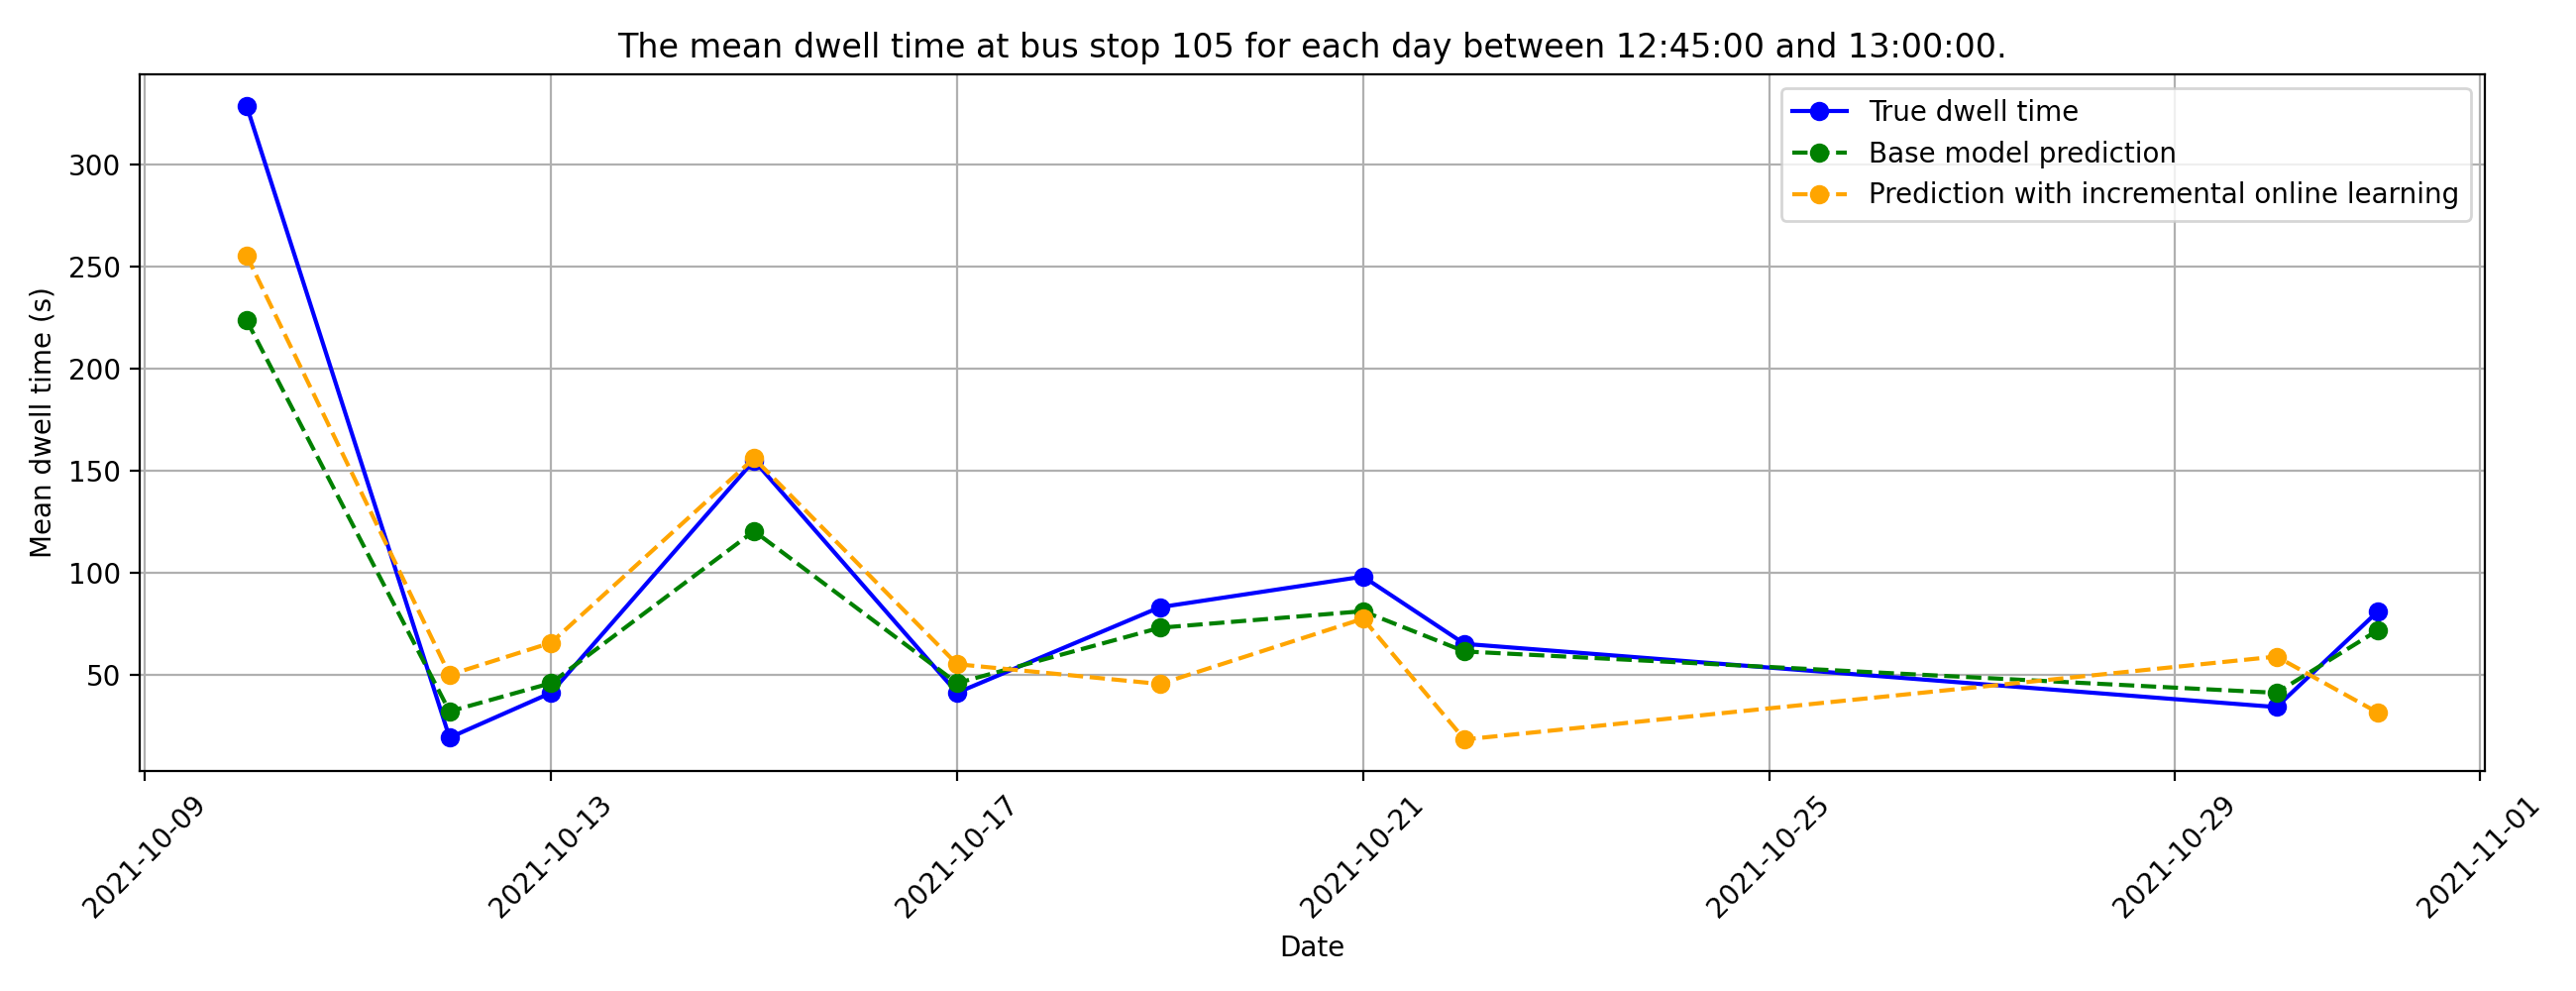 The mean dwell time at bus stop 105 for each day between 12:45:00 and 13:00:00.
True dwell time
Base model prediction
Prediction with incremental online learning
Mean dwell time (s)
300
250
200
150
100
50
2021-10-09
2021-10-13
2021-10-17
2021-10-21
2021-10-25
2021-10-29
2021-11-01
Date